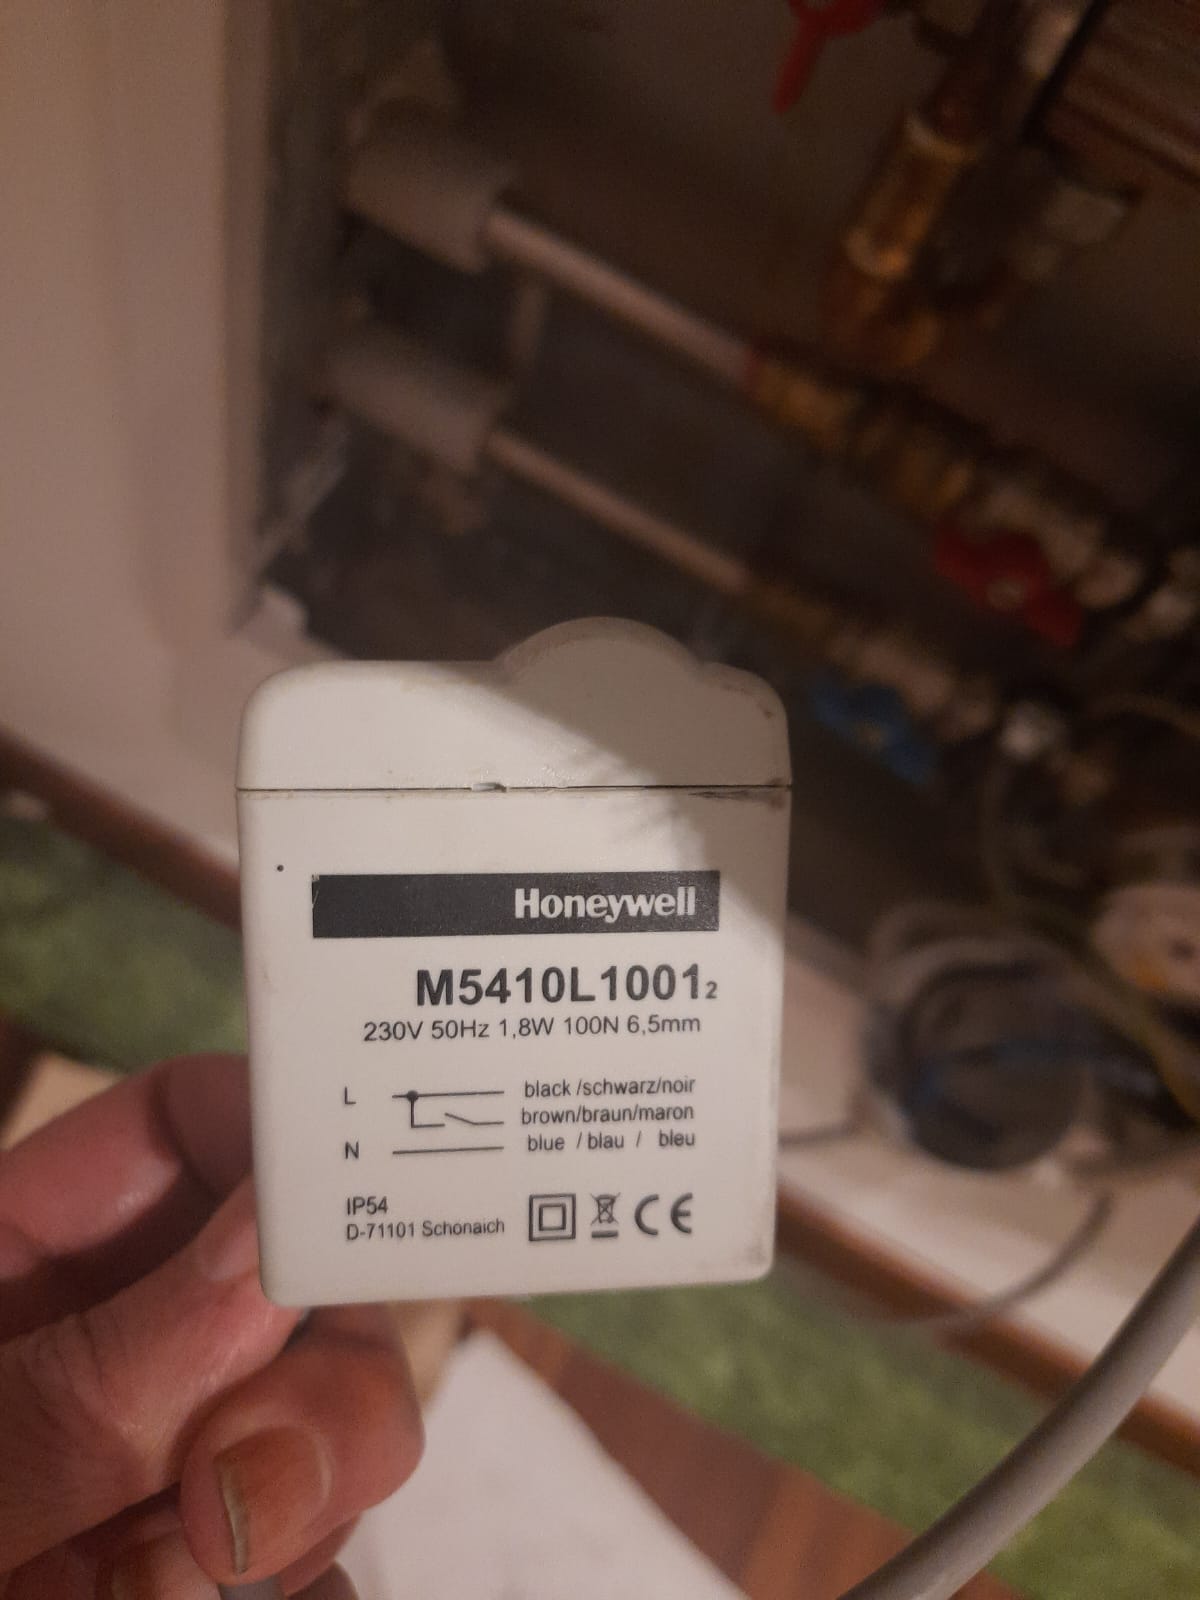 Honeywell
M5410L1001₂
230V 50Hz 1,8W 100N 6,5mm
L black /schwarz/noir
brown/braun/maron
N blue / blau / bleu
IP54
D-71101 Schonaich CE